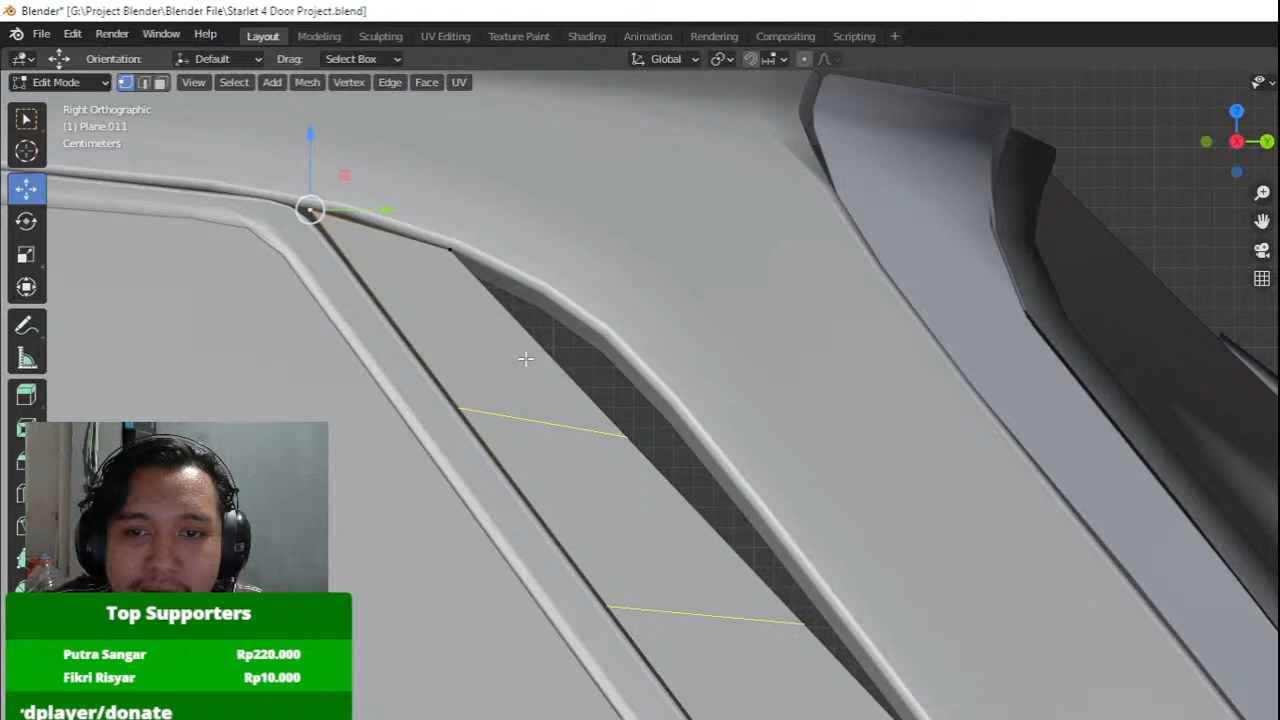 Blender* [G:\Project Blender\Blender File\Starlet 4 Door Project.blend]
File Edit Render Window Help Layout Modeling Sculpting UV Editing Texture Paint Shading Animation Rendering Compositing Scripting +
Orientation: Default Drag: Select Box Global
Edit Mode View Select Add Mesh Vertex Edge Face UV
Right Orthographic
(1) Plane.011
Centimeters
Z
X
Y
Top Supporters
Putra Sangar Rp220.000
Fikri Risyar Rp10.000
dplayer/donate